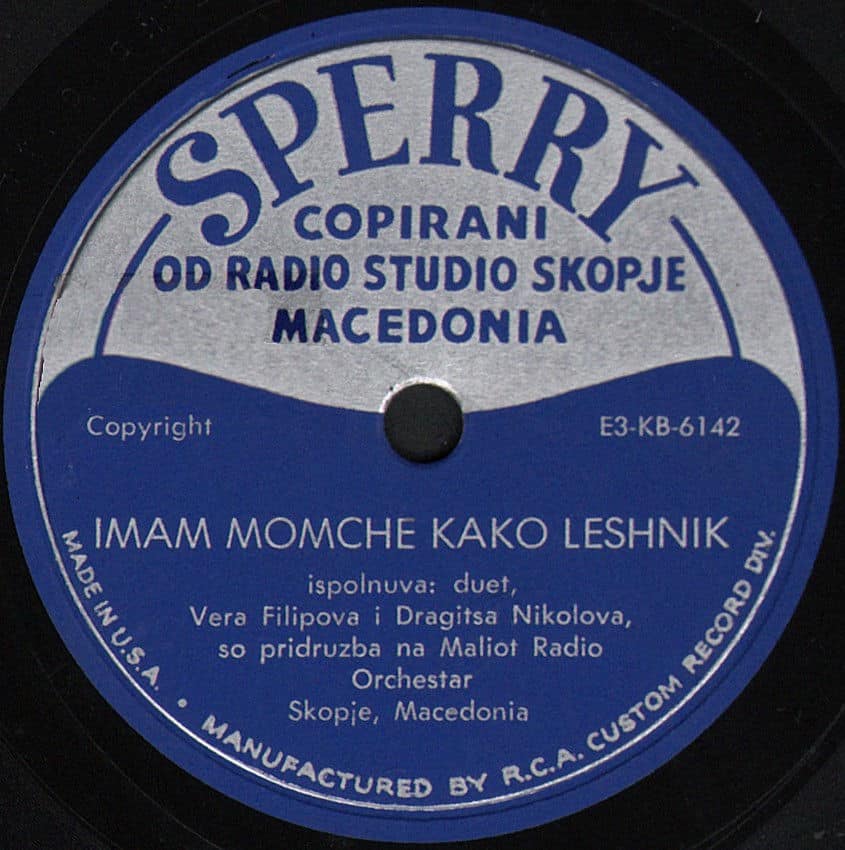 SPERRY
COPIRANI
OD RADIO STUDIO SKOPJE
MACEDONIA
Copyright
E3-KB-6142
IMAM MOMCHE KAKO LESHNIK
ispolnuva: duet,
Vera Filipova i Dragitsa Nikolova,
so pridruzba na Maliot Radio
Orchestar
Skopje, Macedonia
MADE IN U.S.A. • MANUFACTURED BY R.C.A. CUSTOM RECORD DIV.